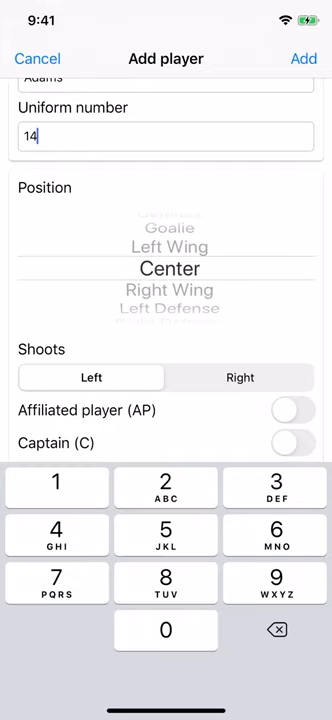 9:41
Cancel
Add player
Add
Adams
Uniform number
14
Position
Goalie
Left Wing
Center
Right Wing
Left Defense
Right Defense
Shoots
Left
Right
Affiliated player (AP)
Captain (C)
1
2
ABC
3
DEF
4
GHI
5
JKL
6
MNO
7
PQRS
8
TUV
9
WXYZ
0